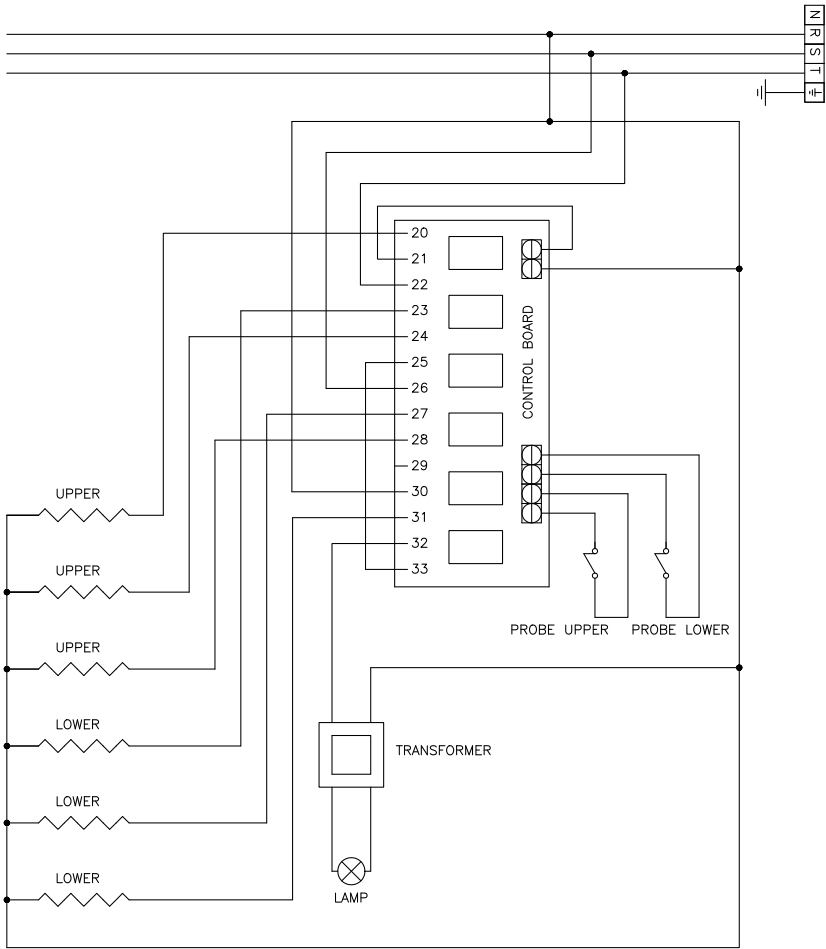 N
R
S
T
20
21
22
23
24
25
26
27
28
29
30
31
32
33
CONTROL BOARD
UPPER
UPPER
UPPER
LOWER
LOWER
LOWER
PROBE UPPER
PROBE LOWER
TRANSFORMER
LAMP